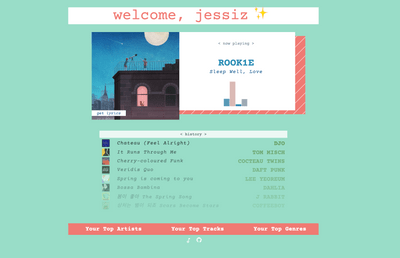 welcome, jessiz ✨
< now playing >
ROOK1E
Sleep Well, Love
get lyrics
< history >
Chateau (Feel Alright) DJO
It Runs Through Me TOM MISCH
Cherry-coloured Funk COCTEAU TWINS
Veridis Quo DAFT PUNK
Spring is coming to you
Your Top Artists Your Top Tracks Your Top Genres